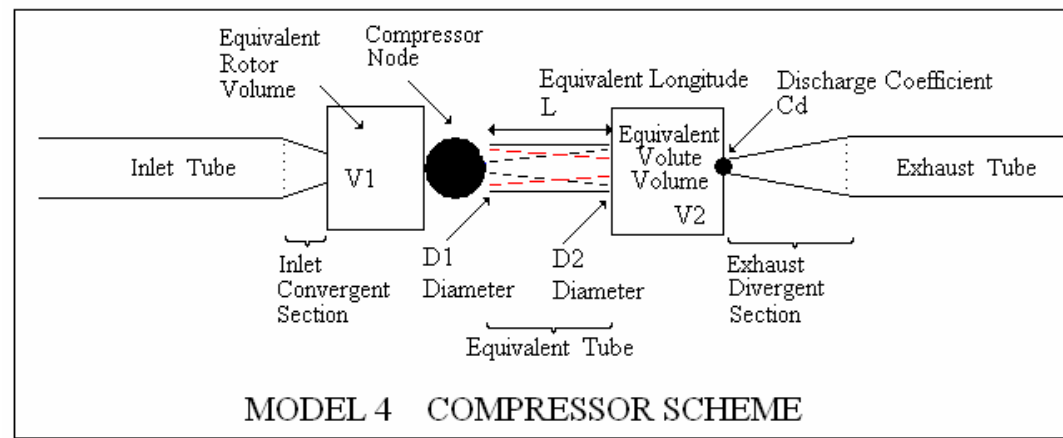 Equivalent
Rotor
Volume
Compressor
Node
Equivalent Longitude
L
Discharge Coefficient
Cd
Inlet Tube
V1
Equivalent
Volute
Volume
V2
Exhaust Tube
Inlet
Convergent
Section
D1
Diameter
D2
Diameter
Exhaust
Divergent
Section
Equivalent Tube
MODEL 4 COMPRESSOR SCHEME